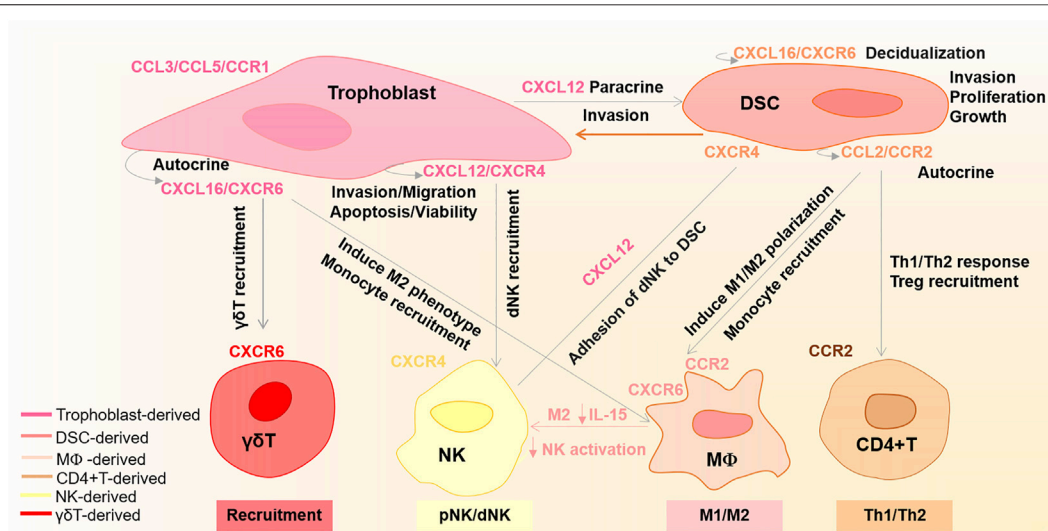 CCL3/CCL5/CCR1
Trophoblast
CXCL12 Paracrine
Invasion
CXCL16/CXCR6 Decidualization
DSC
Invasion
Proliferation
Growth
CXCR4
CCL2/CCR2
Autocrine
Autocrine
CXCL16/CXCR6
CXCL12/CXCR4
Invasion/Migration
Apoptosis/Viability
γδT recruitment
Induce M2 phenotype
Monocyte recruitment
dNK recruitment
CXCL12
Adhesion of dNK to DSC
Induce M1/M2 polarization
Monocyte recruitment
Th1/Th2 response
Treg recruitment
CXCR6
γδT
CXCR4
NK
M2 ↓ IL-15
↓ NK activation
CXCR6
CCR2
MΦ
CCR2
CD4+T
Trophoblast-derived
DSC-derived
MΦ -derived
CD4+T-derived
NK-derived
γδT-derived
Recruitment
pNK/dNK
M1/M2
Th1/Th2